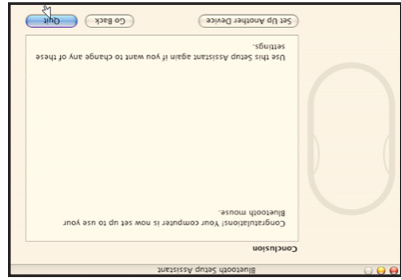 Bluetooth Setup Assistant
Conclusion
Congratulations! Your computer is now set up to use your
Bluetooth mouse.
Use this Setup Assistant again if you want to change any of these
settings.
Set Up Another Device
Go Back
Quit